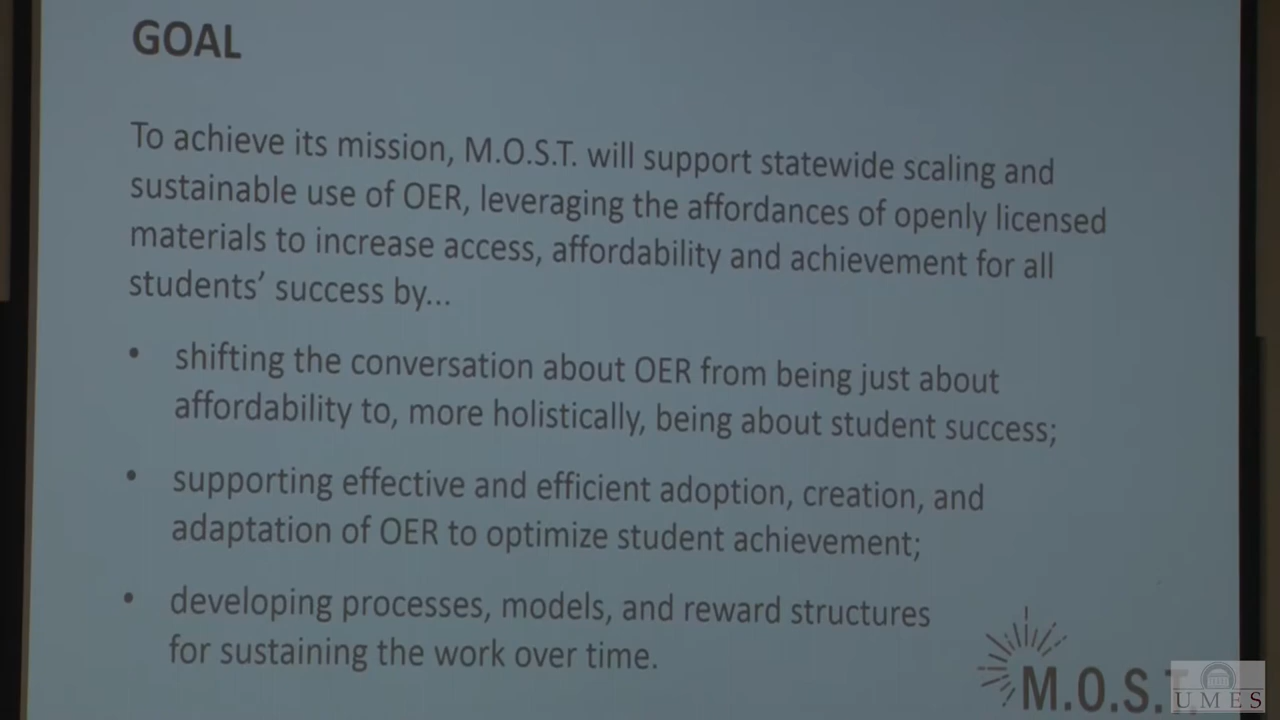 GOAL
To achieve its mission, M.O.S.T. will support statewide scaling and
sustainable use of OER, leveraging the affordances of openly licensed
materials to increase access, affordability and achievement for all
students' success by...
• shifting the conversation about OER from being just about
affordability to, more holistically, being about student success;
• supporting effective and efficient adoption, creation, and
adaptation of OER to optimize student achievement;
• developing processes, models, and reward structures
for sustaining the work over time.
M.O.S.T.
UMES